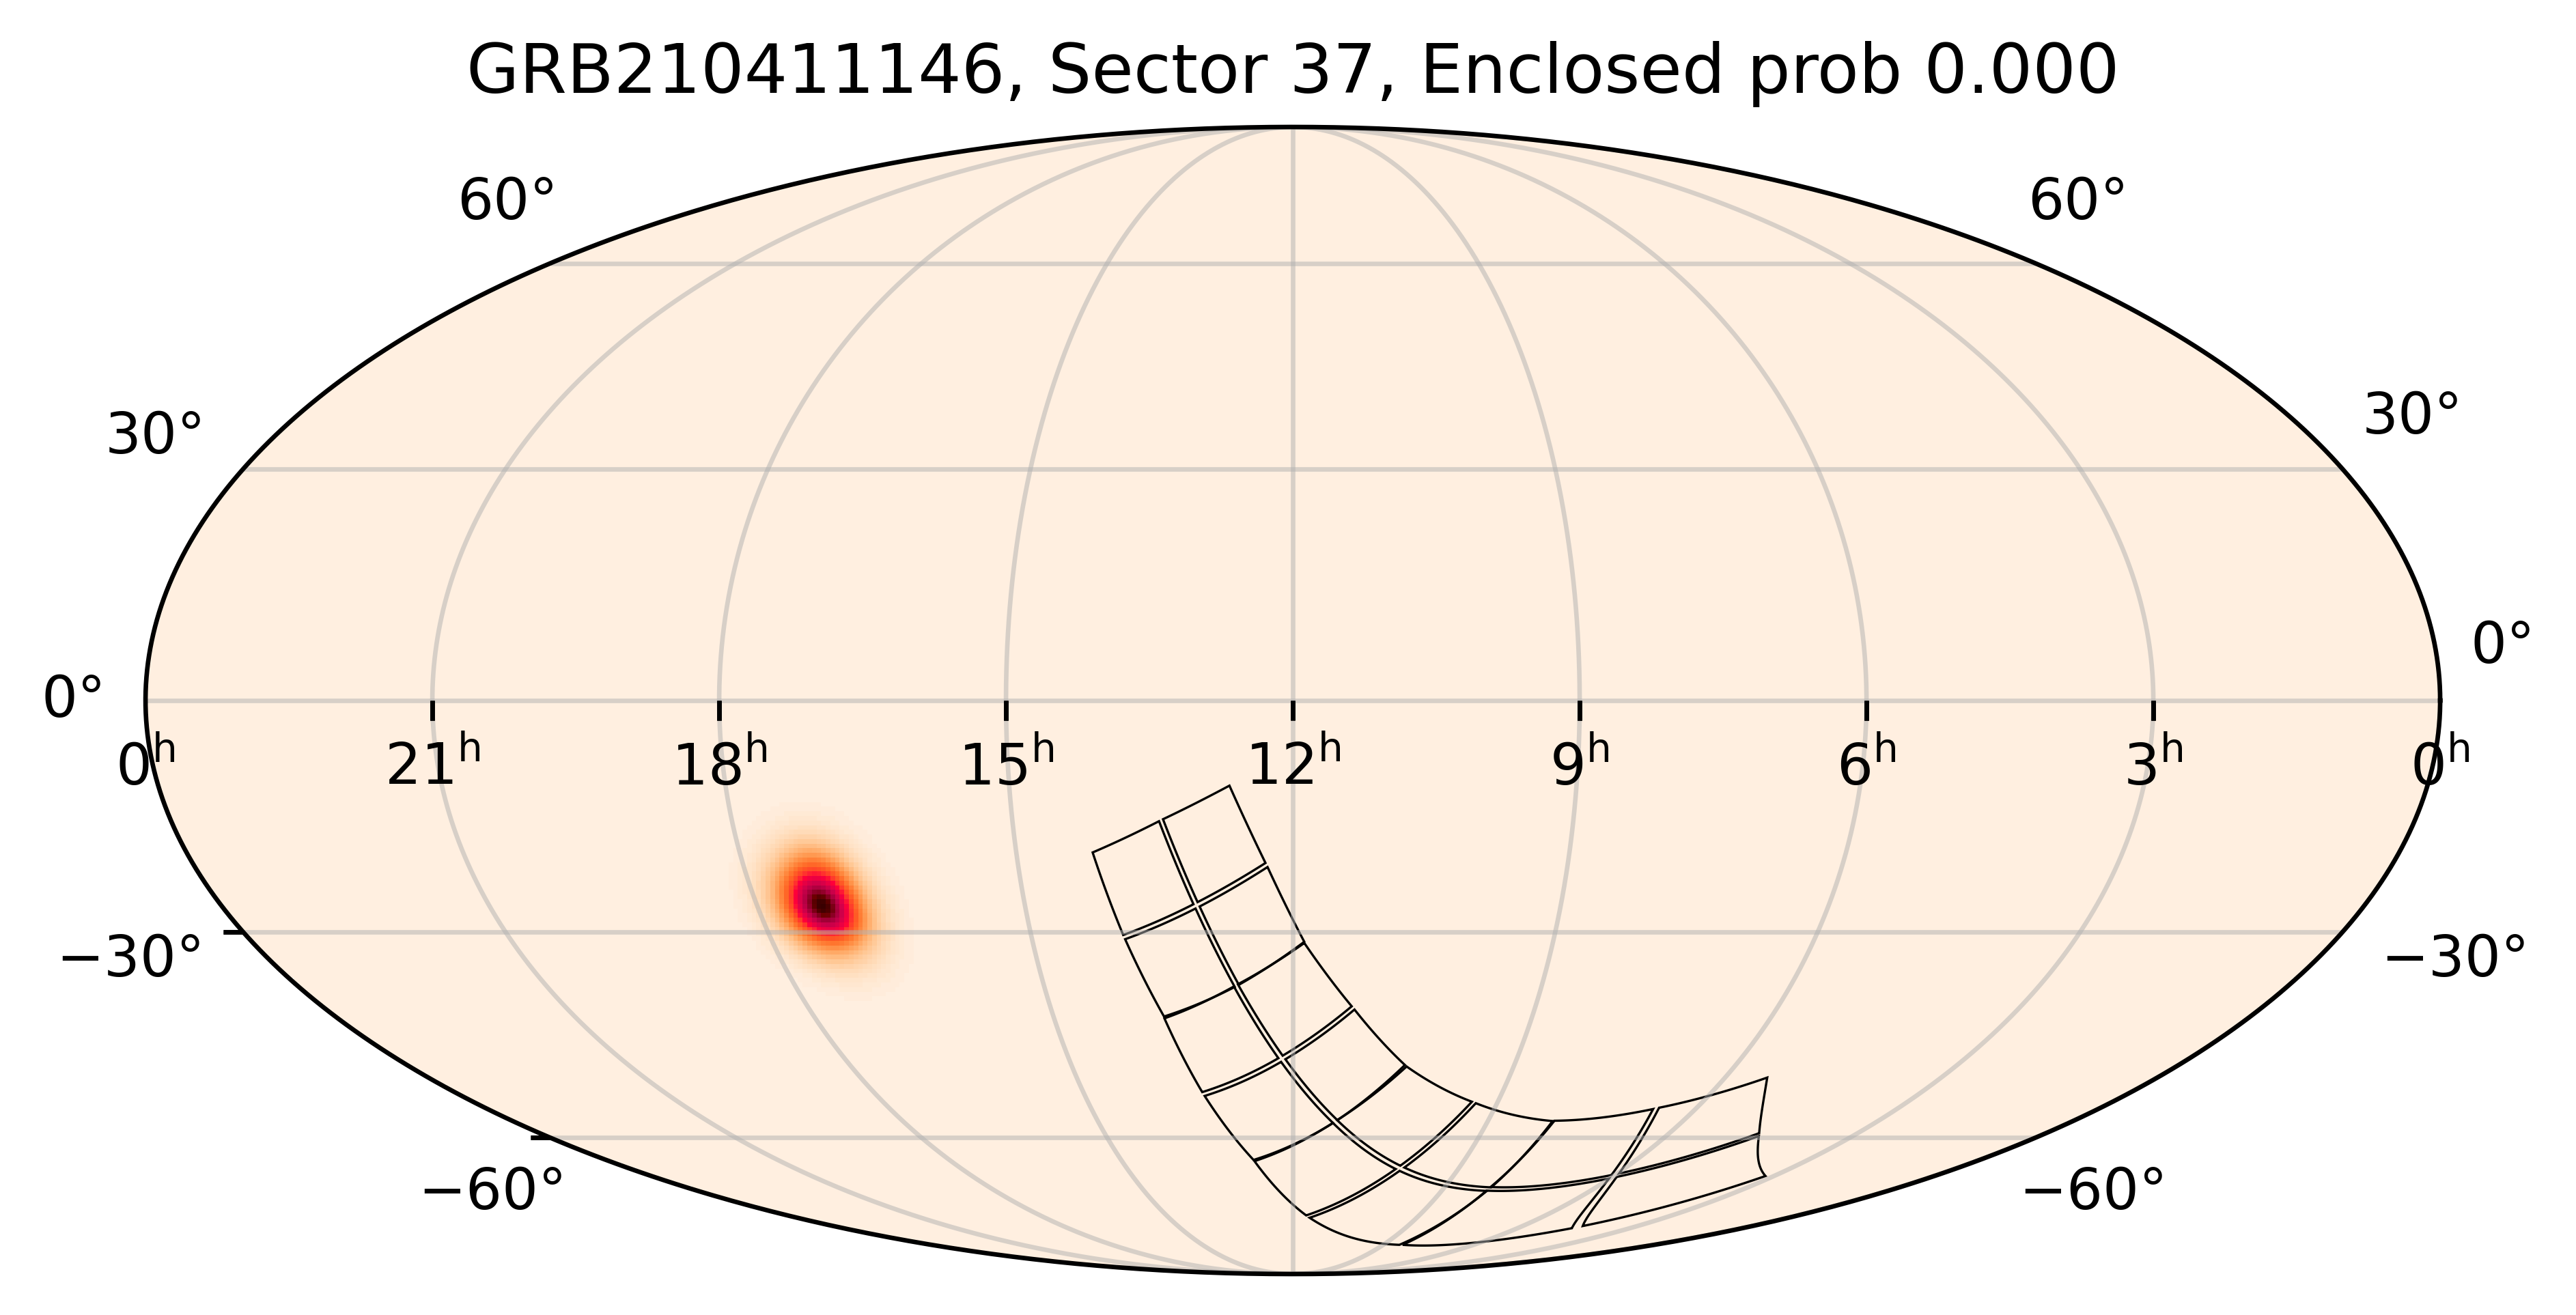 GRB210411146, Sector 37, Enclosed prob 0.000
60° 60°
30° 30°
0° 0°
0h 21h 18h 15h 12h 9h 6h 3h 0h
−30° −30°
−60° −60°